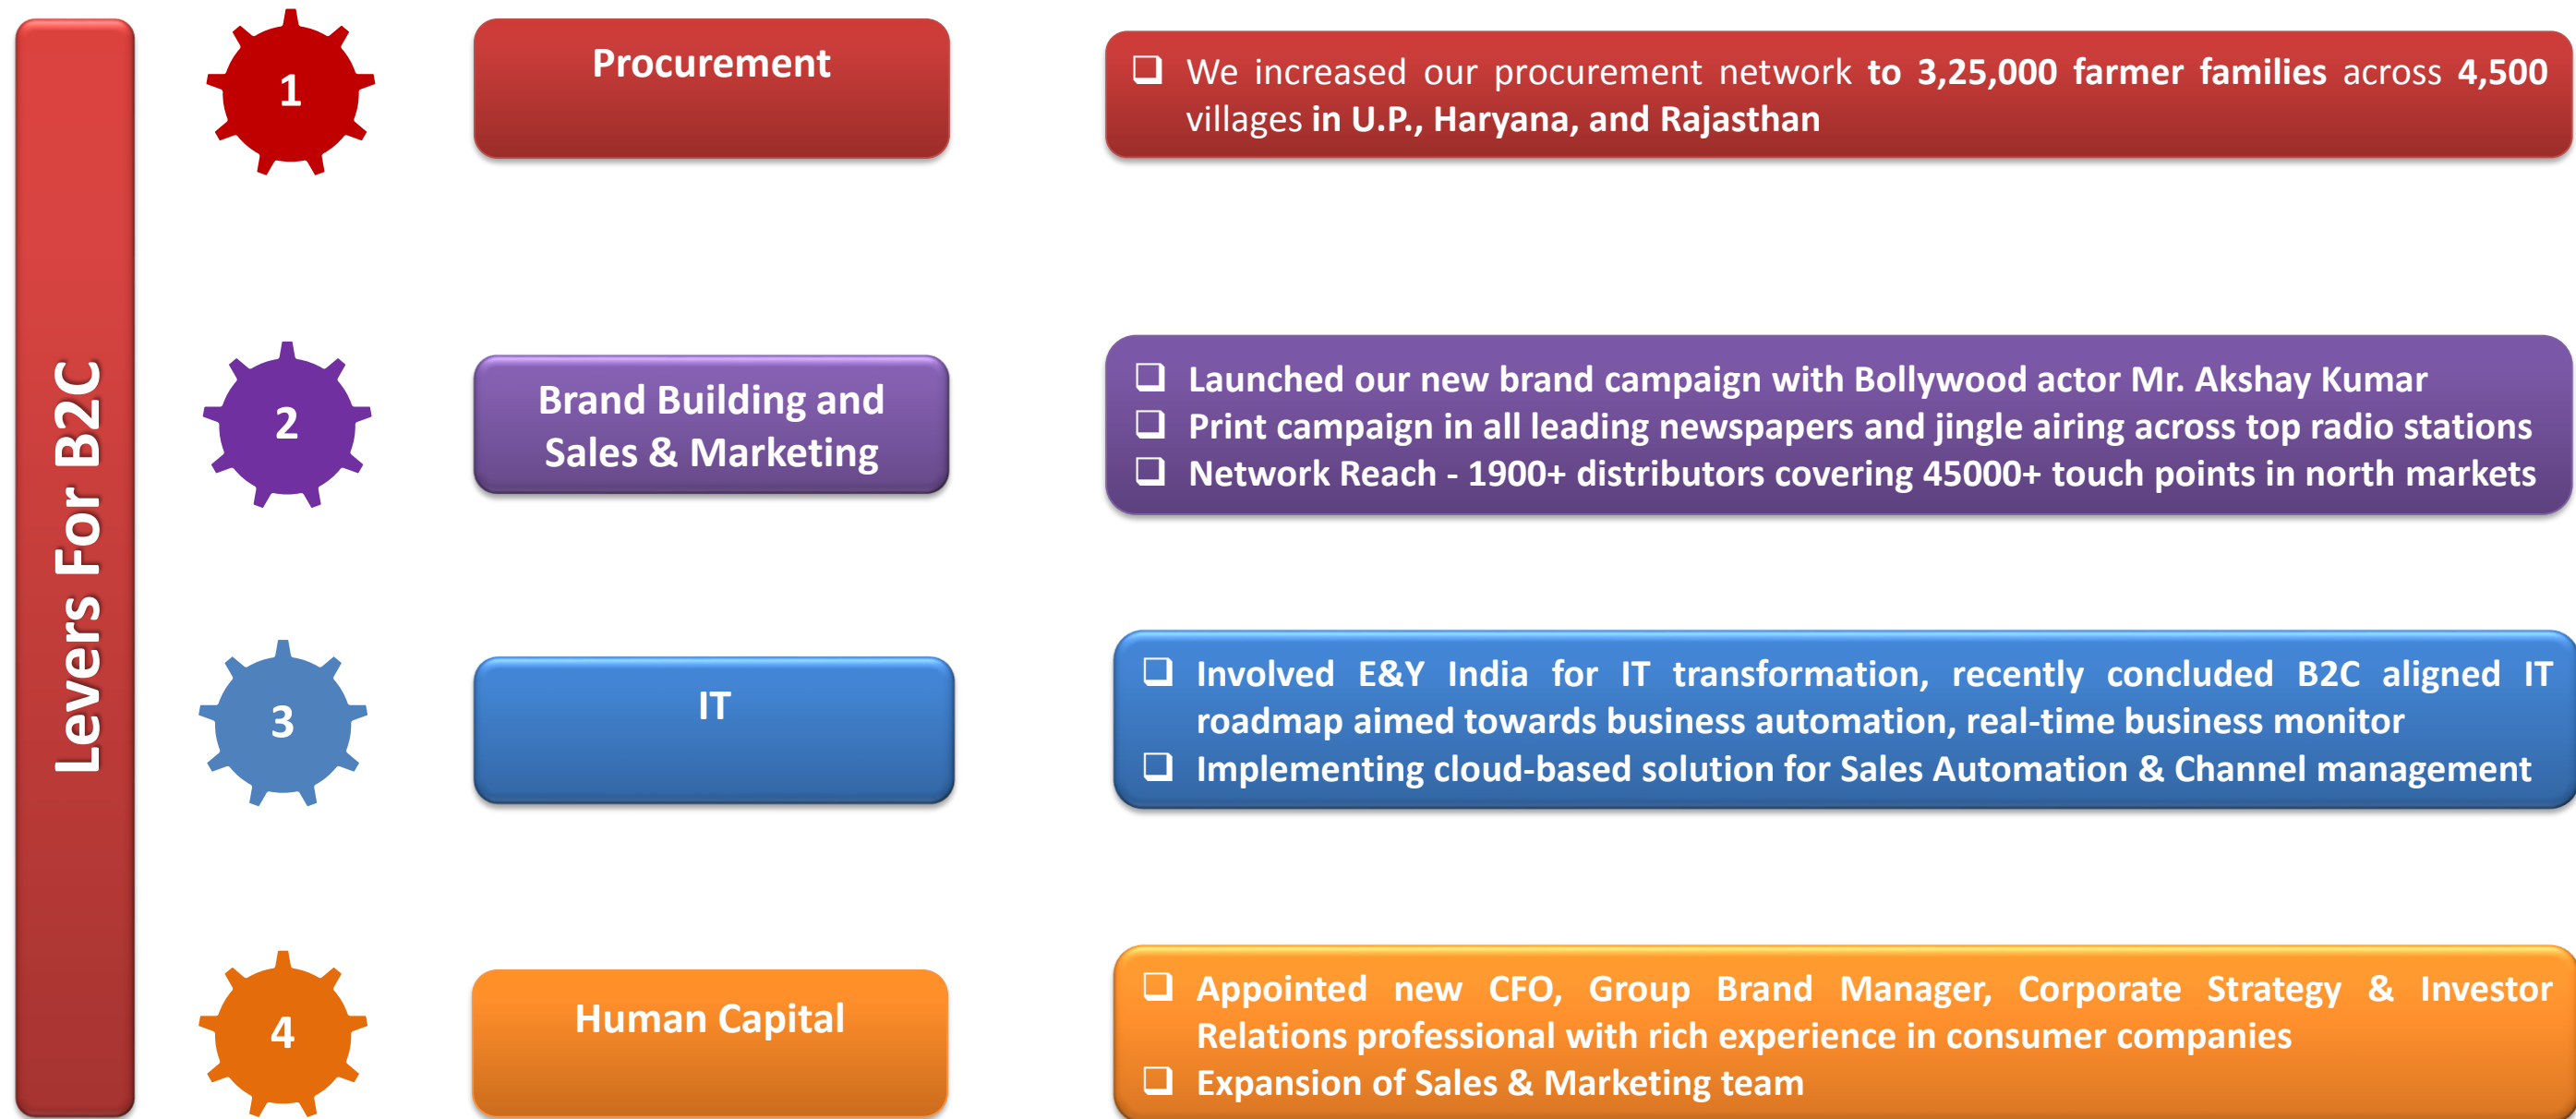 Levers For B2C
1
Procurement
❑ We increased our procurement network to 3,25,000 farmer families across 4,500
villages in U.P., Haryana, and Rajasthan
2
Brand Building and
Sales & Marketing
❑ Launched our new brand campaign with Bollywood actor Mr. Akshay Kumar
❑ Print campaign in all leading newspapers and jingle airing across top radio stations
❑ Network Reach - 1900+ distributors covering 45000+ touch points in north markets
3
IT
❑ Involved E&Y India for IT transformation, recently concluded B2C aligned IT
roadmap aimed towards business automation, real-time business monitor
❑ Implementing cloud-based solution for Sales Automation & Channel management
4
Human Capital
❑ Appointed new CFO, Group Brand Manager, Corporate Strategy & Investor
Relations professional with rich experience in consumer companies
❑ Expansion of Sales & Marketing team